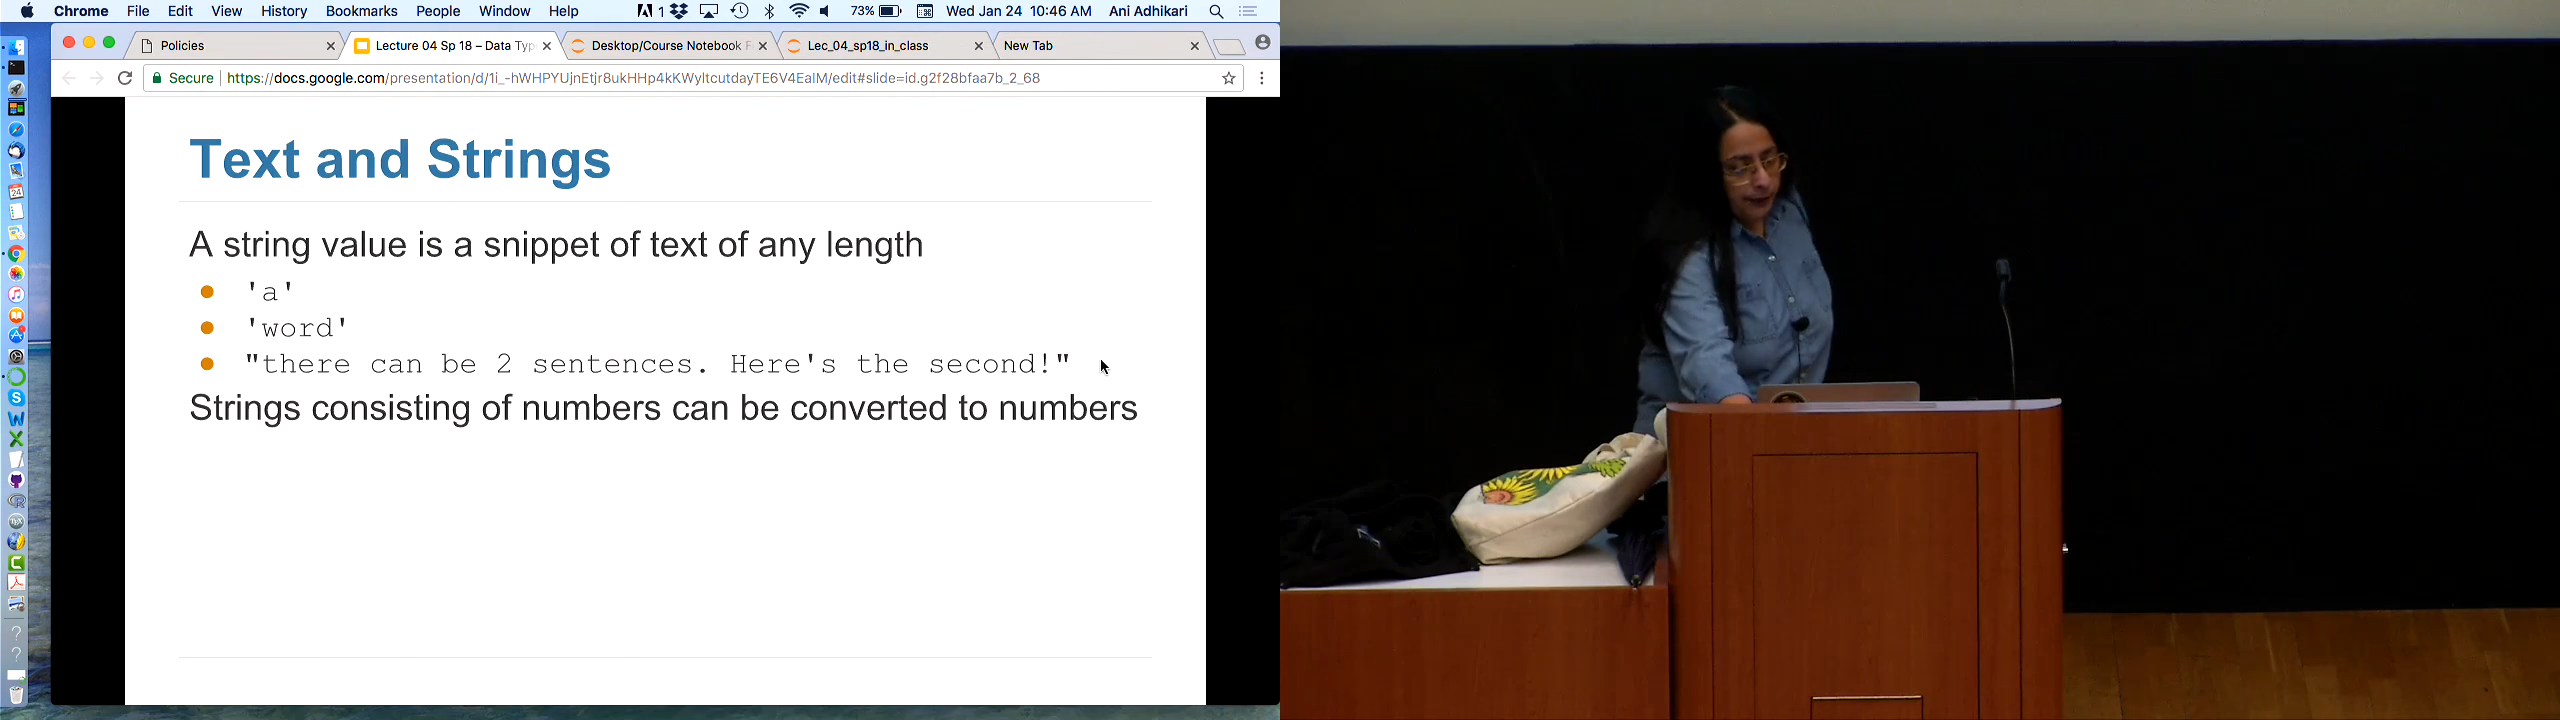 Chrome File Edit View History Bookmarks People Window Help 1 73% Wed Jan 24 10:46 AM Ani Adhikari
Policies Lecture 04 Sp 18 – Data Typ Desktop/Course Notebook F Lec_04_sp18_in_class New Tab
Secure https://docs.google.com/presentation/d/1i_-hWHPYUjnEtjr8ukHHp4kKWyltcutdayTE6V4EaIM/edit#slide=id.g2f28bfaa7b_2_68
Text and Strings
A string value is a snippet of text of any length
● 'a'
● 'word'
● "there can be 2 sentences. Here's the second!"
Strings consisting of numbers can be converted to numbers